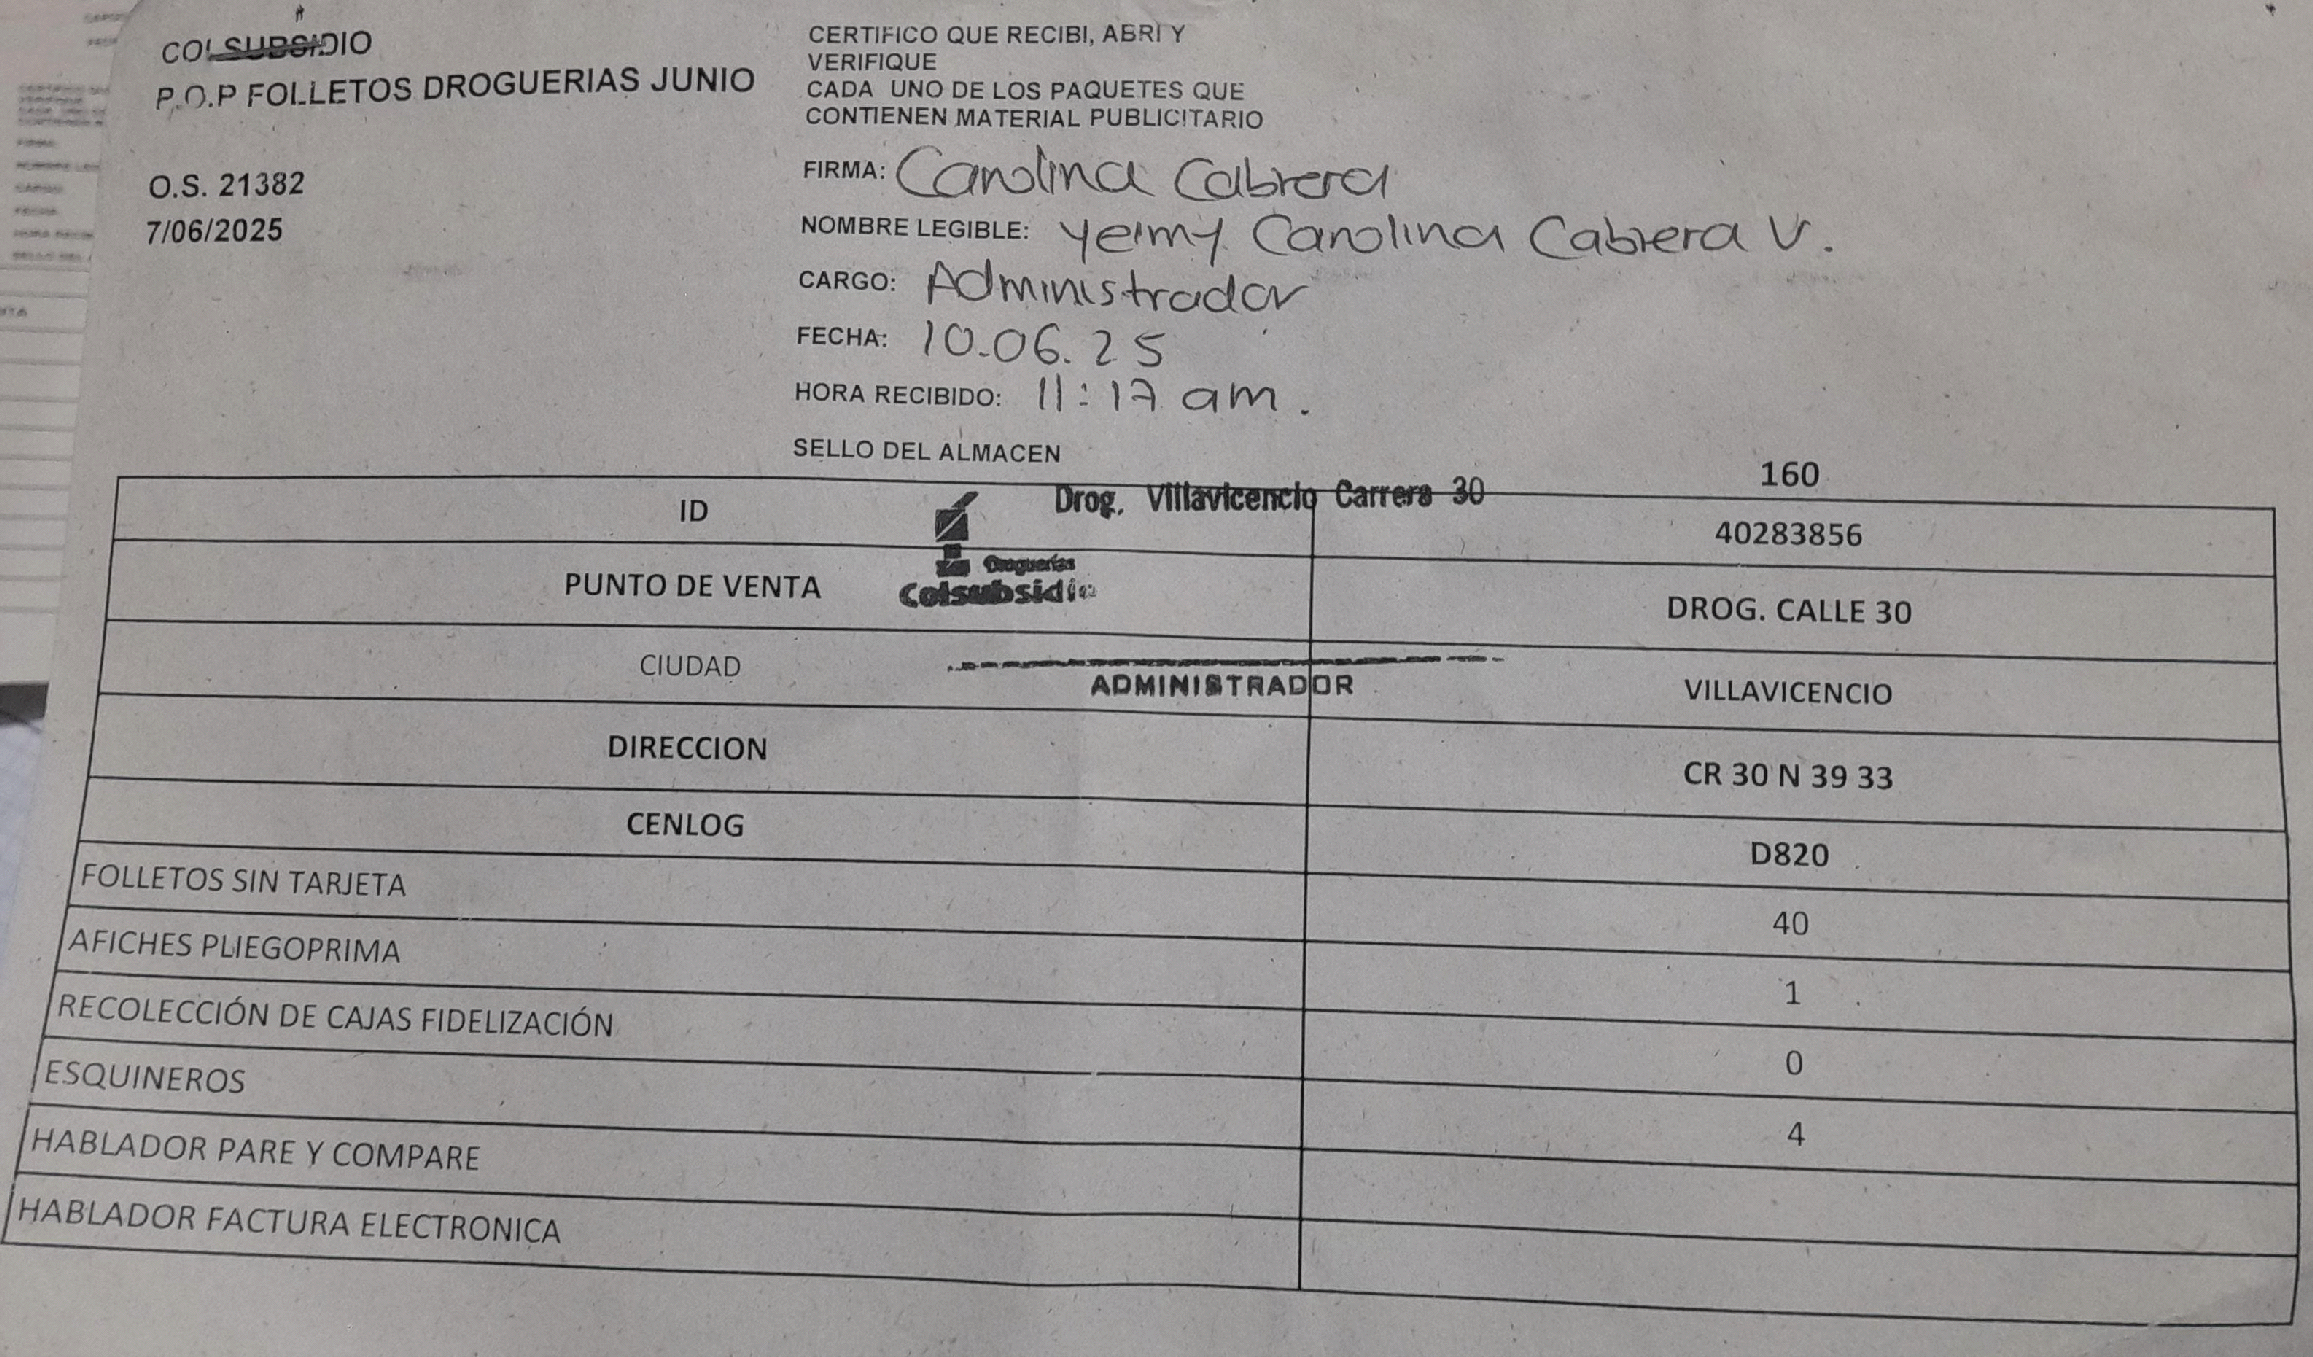 COLSUBSIDIO
P.O.P FOLLETOS DROGUERIAS JUNIO
O.S. 21382
7/06/2025
CERTIFICO QUE RECIBI, ABRI Y
VERIFIQUE
CADA UNO DE LOS PAQUETES QUE
CONTIENEN MATERIAL PUBLICITARIO
FIRMA: Carolina Cabrera
NOMBRE LEGIBLE: Yeimy Carolina Cabrera V.
CARGO: Administrador
FECHA: 10.06.25
HORA RECIBIDO: 11:17 am.
SELLO DEL ALMACEN
160
Drog. Villavicencio Carrera 30
ID 40283856
Droguerías
Colsubsidio
PUNTO DE VENTA DROG. CALLE 30
CIUDAD VILLAVICENCIO
ADMINISTRADOR
DIRECCION CR 30 N 39 33
CENLOG D820
FOLLETOS SIN TARJETA 40
AFICHES PLIEGOPRIMA 1
RECOLECCIÓN DE CAJAS FIDELIZACIÓN 0
ESQUINEROS 4
HABLADOR PARE Y COMPARE
HABLADOR FACTURA ELECTRONICA